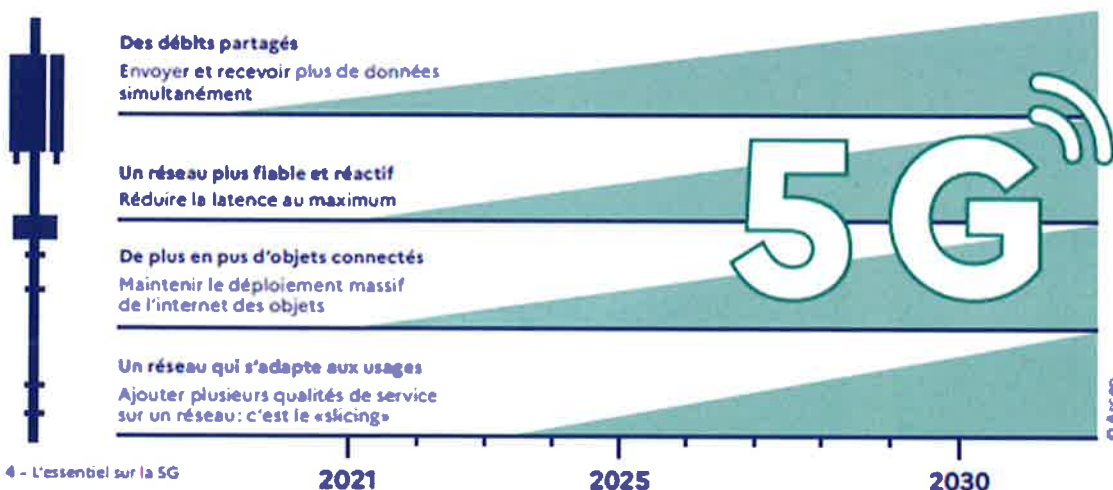 Des débits partagés
Envoyer et recevoir plus de données
simultanément
Un réseau plus fiable et réactif
Réduire la latence au maximum
De plus en pus d'objets connectés
Maintenir le déploiement massif
de l'internet des objets
Un réseau qui s'adapte aux usages
Ajouter plusieurs qualités de service
sur un réseau: c'est le «slicing»
5G
2021
2025
2030
4 - L'essentiel sur la 5G